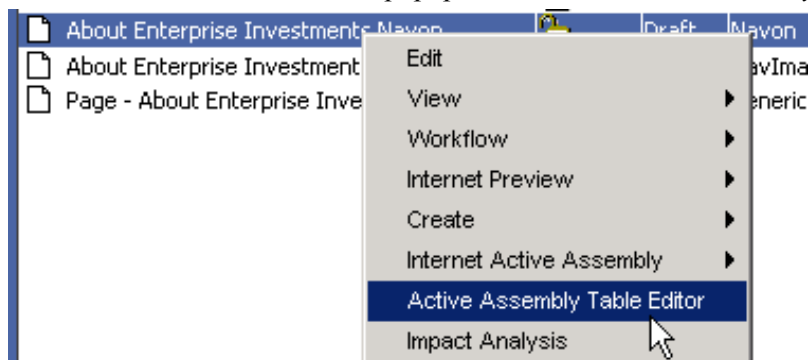 About Enterprise Investments Navon Draft Navon
About Enterprise Investment
Page - About Enterprise Inve eneric
Edit
View
Workflow
Internet Preview
Create
Internet Active Assembly
Active Assembly Table Editor
Impact Analysis